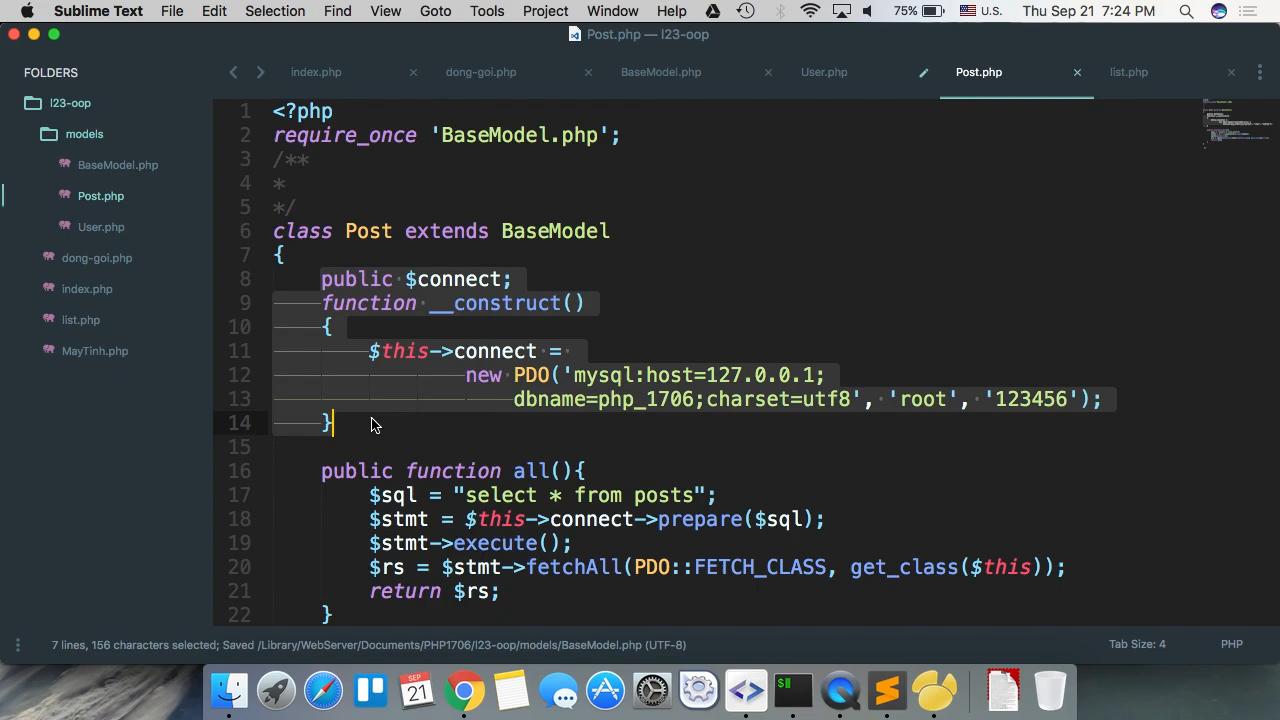 Sublime Text File Edit Selection Find View Goto Tools Project Window Help 75% U.S. Thu Sep 21 7:24 PM
Post.php — l23-oop
FOLDERS
l23-oop
models
BaseModel.php
Post.php
User.php
dong-goi.php
index.php
list.php
MayTinh.php
index.php dong-goi.php BaseModel.php User.php Post.php list.php
1 <?php
2 require_once 'BaseModel.php';
3 /**
4 *
5 */
6 class Post extends BaseModel
7 {
8 public $connect;
9 function __construct()
10 {
11 $this->connect =
12 new PDO('mysql:host=127.0.0.1;
13 dbname=php_1706;charset=utf8', 'root', '123456');
14 }
15
16 public function all(){
17 $sql = "select * from posts";
18 $stmt = $this->connect->prepare($sql);
19 $stmt->execute();
20 $rs = $stmt->fetchAll(PDO::FETCH_CLASS, get_class($this));
21 return $rs;
22 }
7 lines, 156 characters selected; Saved /Library/WebServer/Documents/PHP1706/l23-oop/models/BaseModel.php (UTF-8) Tab Size: 4 PHP
SEP
21